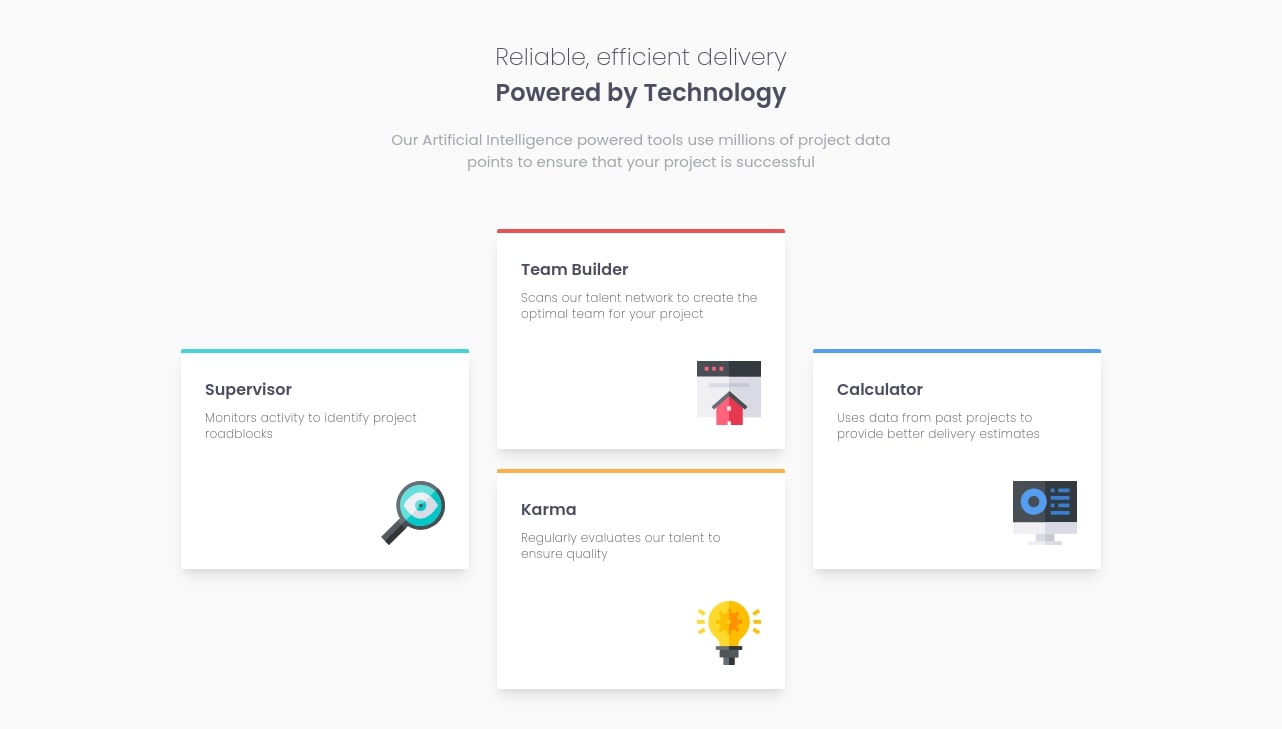 Reliable, efficient delivery
Powered by Technology
Our Artificial Intelligence powered tools use millions of project data
points to ensure that your project is successful
Supervisor
Monitors activity to identify project
roadblocks
Team Builder
Scans our talent network to create the
optimal team for your project
Karma
Regularly evaluates our talent to
ensure quality
Calculator
Uses data from past projects to
provide better delivery estimates